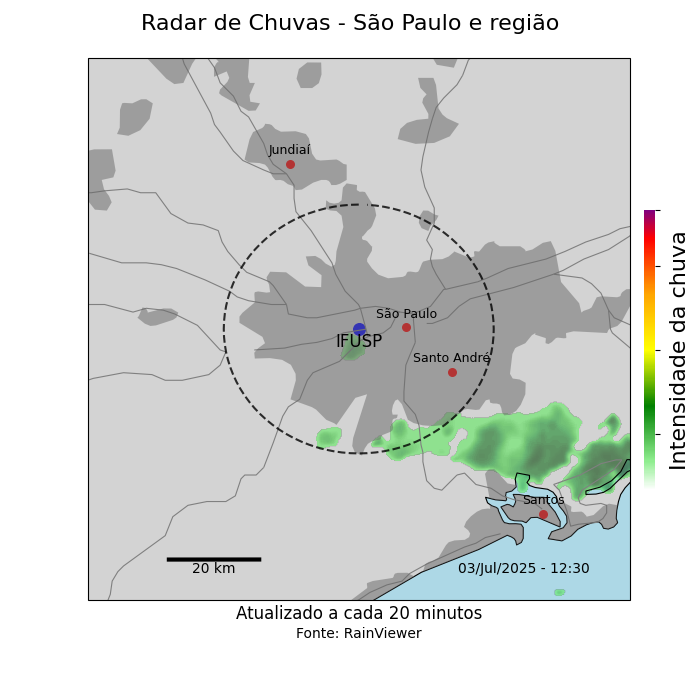 Radar de Chuvas - São Paulo e região
Jundiaí
São Paulo
IFUSP
Santo André
Intensidade da chuva
Santos
20 km
03/Jul/2025 - 12:30
Atualizado a cada 20 minutos
Fonte: RainViewer